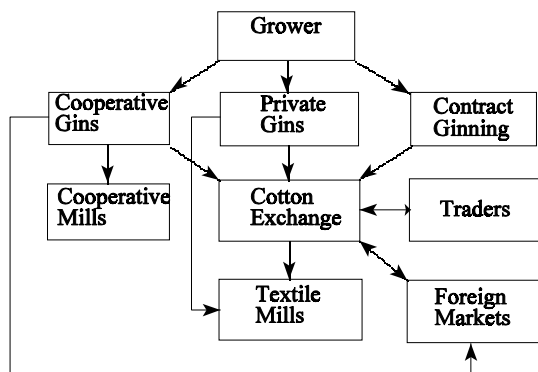 Grower
Cooperative
Gins
Private
Gins
Contract
Ginning
Cooperative
Mills
Cotton
Exchange
Traders
Textile
Mills
Foreign
Markets